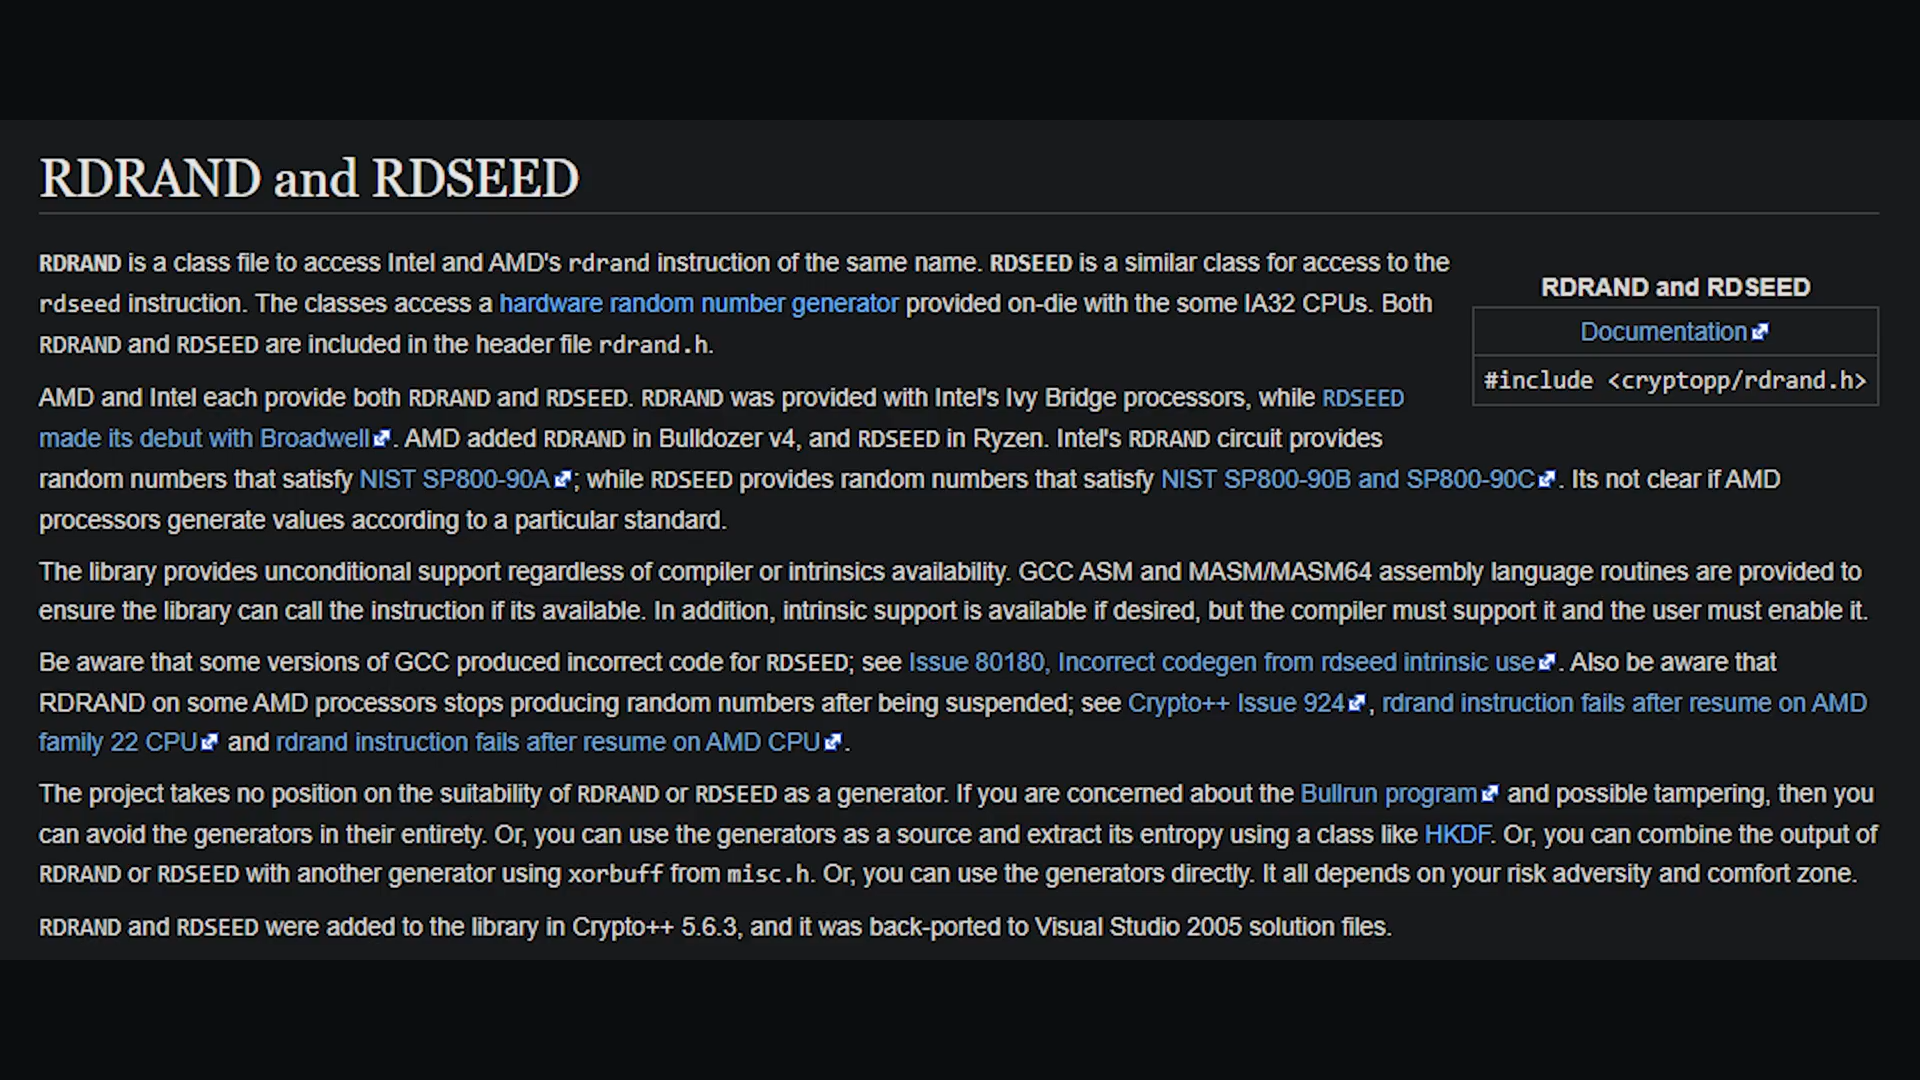 RDRAND and RDSEED
RDRAND is a class file to access Intel and AMD's rdrand instruction of the same name. RDSEED is a similar class for access to the
rdseed instruction. The classes access a hardware random number generator provided on-die with the some IA32 CPUs. Both
RDRAND and RDSEED are included in the header file rdrand.h.
RDRAND and RDSEED
Documentation
#include <cryptopp/rdrand.h>
AMD and Intel each provide both RDRAND and RDSEED. RDRAND was provided with Intel's Ivy Bridge processors, while RDSEED
made its debut with Broadwell. AMD added RDRAND in Bulldozer v4, and RDSEED in Ryzen. Intel's RDRAND circuit provides
random numbers that satisfy NIST SP800-90A; while RDSEED provides random numbers that satisfy NIST SP800-90B and SP800-90C. Its not clear if AMD
processors generate values according to a particular standard.
The library provides unconditional support regardless of compiler or intrinsics availability. GCC ASM and MASM/MASM64 assembly language routines are provided to
ensure the library can call the instruction if its available. In addition, intrinsic support is available if desired, but the compiler must support it and the user must enable it.
Be aware that some versions of GCC produced incorrect code for RDSEED; see Issue 80180, Incorrect codegen from rdseed intrinsic use. Also be aware that
RDRAND on some AMD processors stops producing random numbers after being suspended; see Crypto++ Issue 924, rdrand instruction fails after resume on AMD
family 22 CPU and rdrand instruction fails after resume on AMD CPU.
The project takes no position on the suitability of RDRAND or RDSEED as a generator. If you are concerned about the Bullrun program and possible tampering, then you
can avoid the generators in their entirety. Or, you can use the generators as a source and extract its entropy using a class like HKDF. Or, you can combine the output of
RDRAND or RDSEED with another generator using xorbuff from misc.h. Or, you can use the generators directly. It all depends on your risk adversity and comfort zone.
RDRAND and RDSEED were added to the library in Crypto++ 5.6.3, and it was back-ported to Visual Studio 2005 solution files.